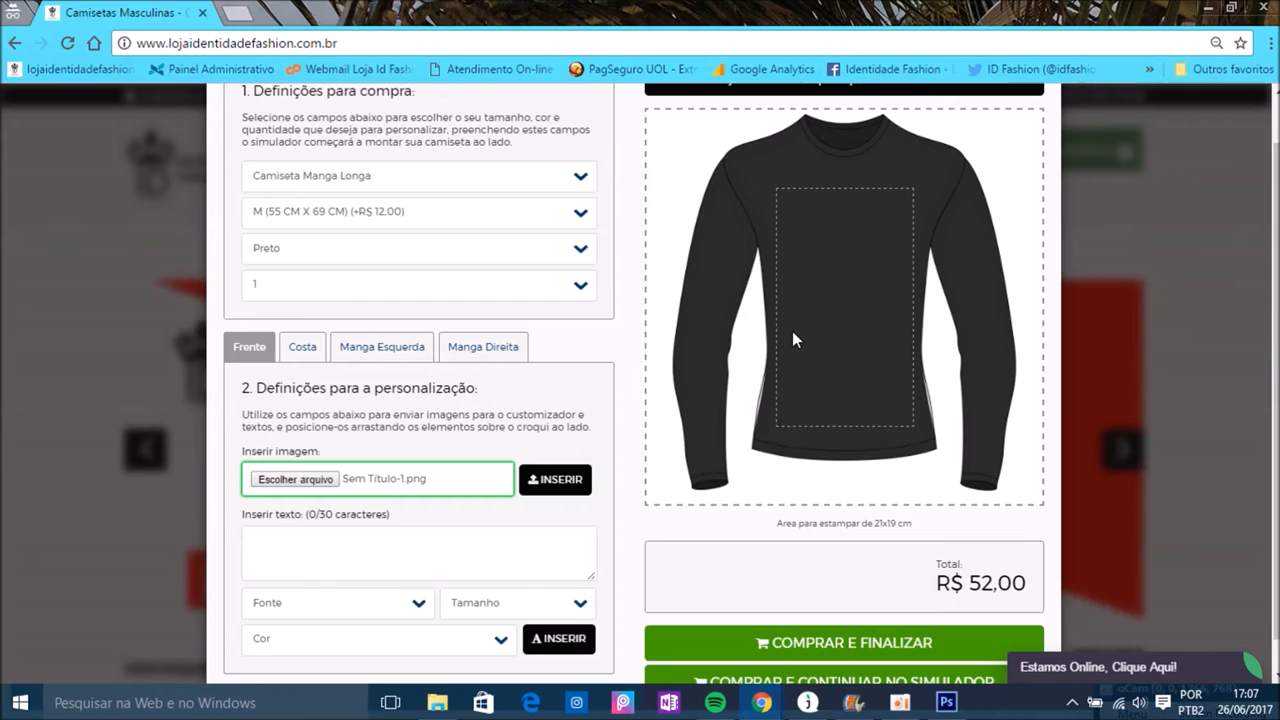 Camisetas Masculinas - C
www.lojaidentidadefashion.com.br
lojaidentidadefashion
Painel Administrativo
Webmail Loja Id Fash
Atendimento On-line
PagSeguro UOL - Ext
Google Analytics
Identidade Fashion -
ID Fashion (@idfashio
»
Outros favoritos
1. Definições para compra:
Selecione os campos abaixo para escolher o seu tamanho, cor e
quantidade que deseja para personalizar, preenchendo estes campos
o simulador começará a montar sua camiseta ao lado.
Camiseta Manga Longa
M (55 CM X 69 CM) (+R$ 12,00)
Preto
1
Frente Costa Manga Esquerda Manga Direita
2. Definições para a personalização:
Utilize os campos abaixo para enviar imagens para o customizador e
textos, e posicione-os arrastando os elementos sobre o croqui ao lado.
Inserir imagem:
Escolher arquivo Sem Título-1.png INSERIR
Inserir texto: (0/30 caracteres)
Fonte Tamanho
Cor A INSERIR
Area para estampar de 21x19 cm
Total:
R$ 52,00
COMPRAR E FINALIZAR
COMPRAR E CONTINUAR NO SIMULADOR
Estamos Online, Clique Aqui!
Pesquisar na Web e no Windows
Ps
POR
PTB2
17:07
26/06/2017